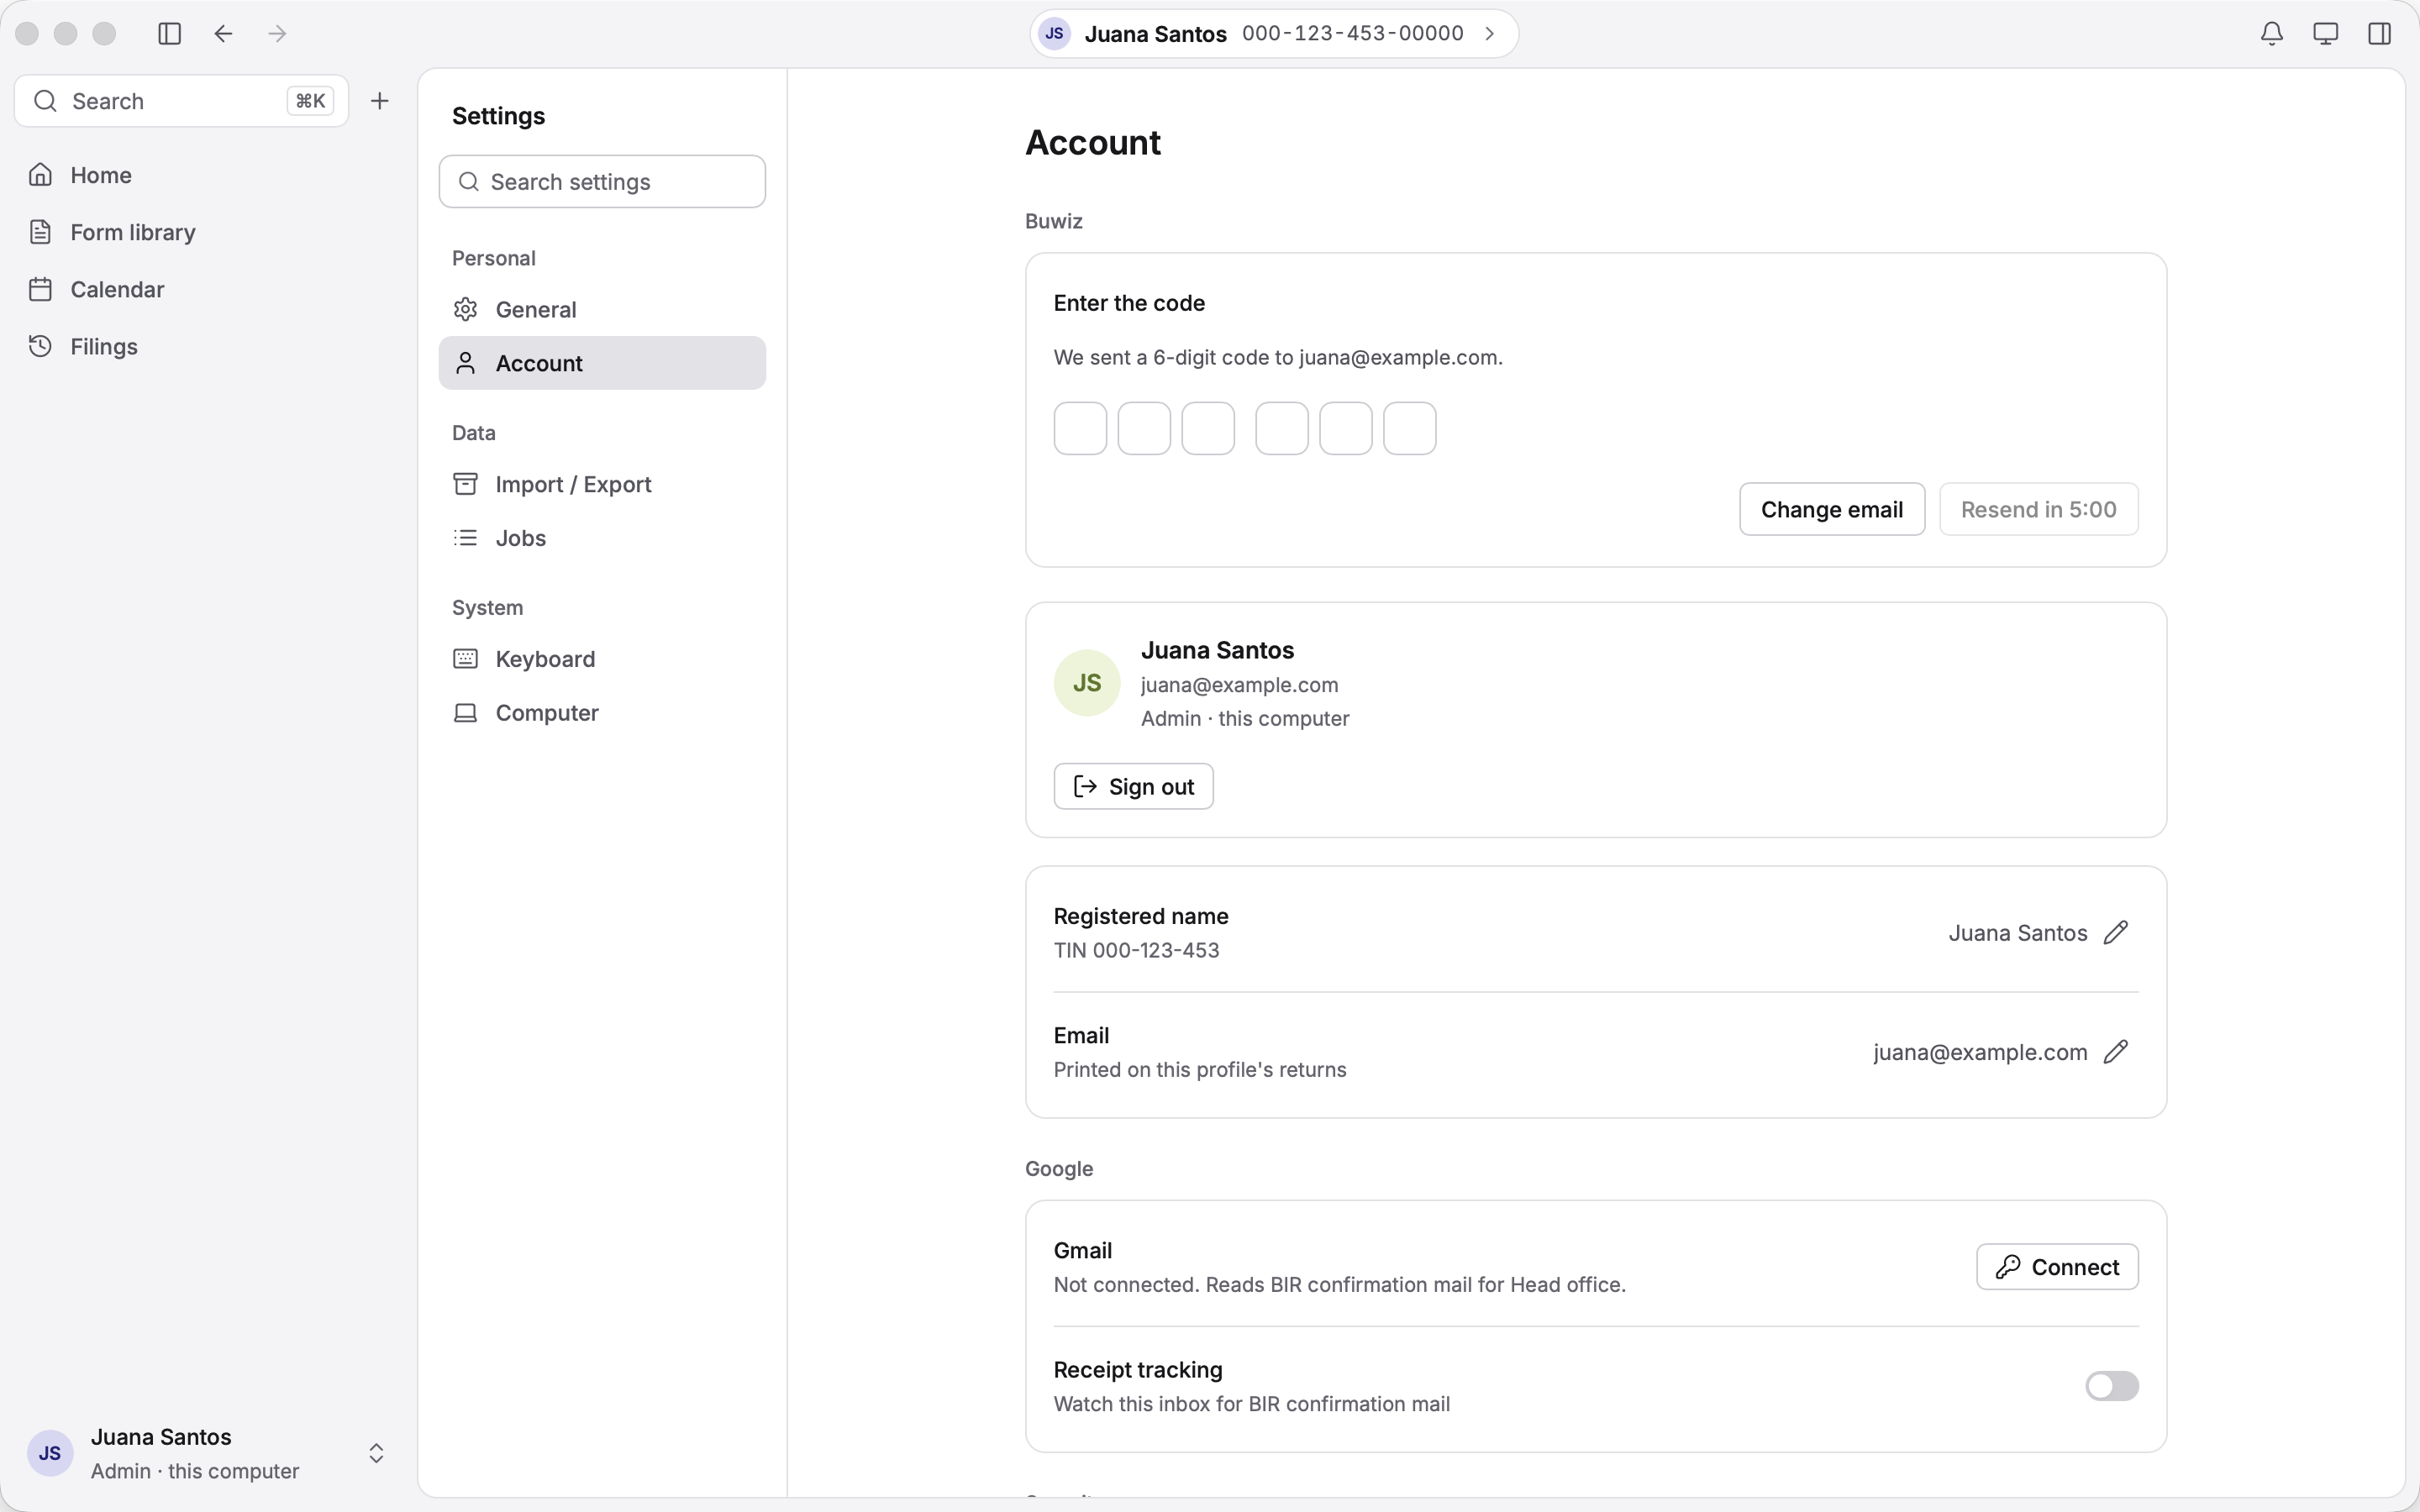 JS Juana Santos 000-123-453-00000
Search ⌘K
Home
Form library
Calendar
Filings
JS Juana Santos
Admin · this computer
Settings
Search settings
Personal
General
Account
Data
Import / Export
Jobs
System
Keyboard
Computer
Account
Buwiz
Enter the code
We sent a 6-digit code to juana@example.com.
Change email Resend in 5:00
JS Juana Santos
juana@example.com
Admin · this computer
Sign out
Registered name
TIN 000-123-453
Juana Santos
Email
Printed on this profile's returns
juana@example.com
Google
Gmail
Not connected. Reads BIR confirmation mail for Head office.
Connect
Receipt tracking
Watch this inbox for BIR confirmation mail